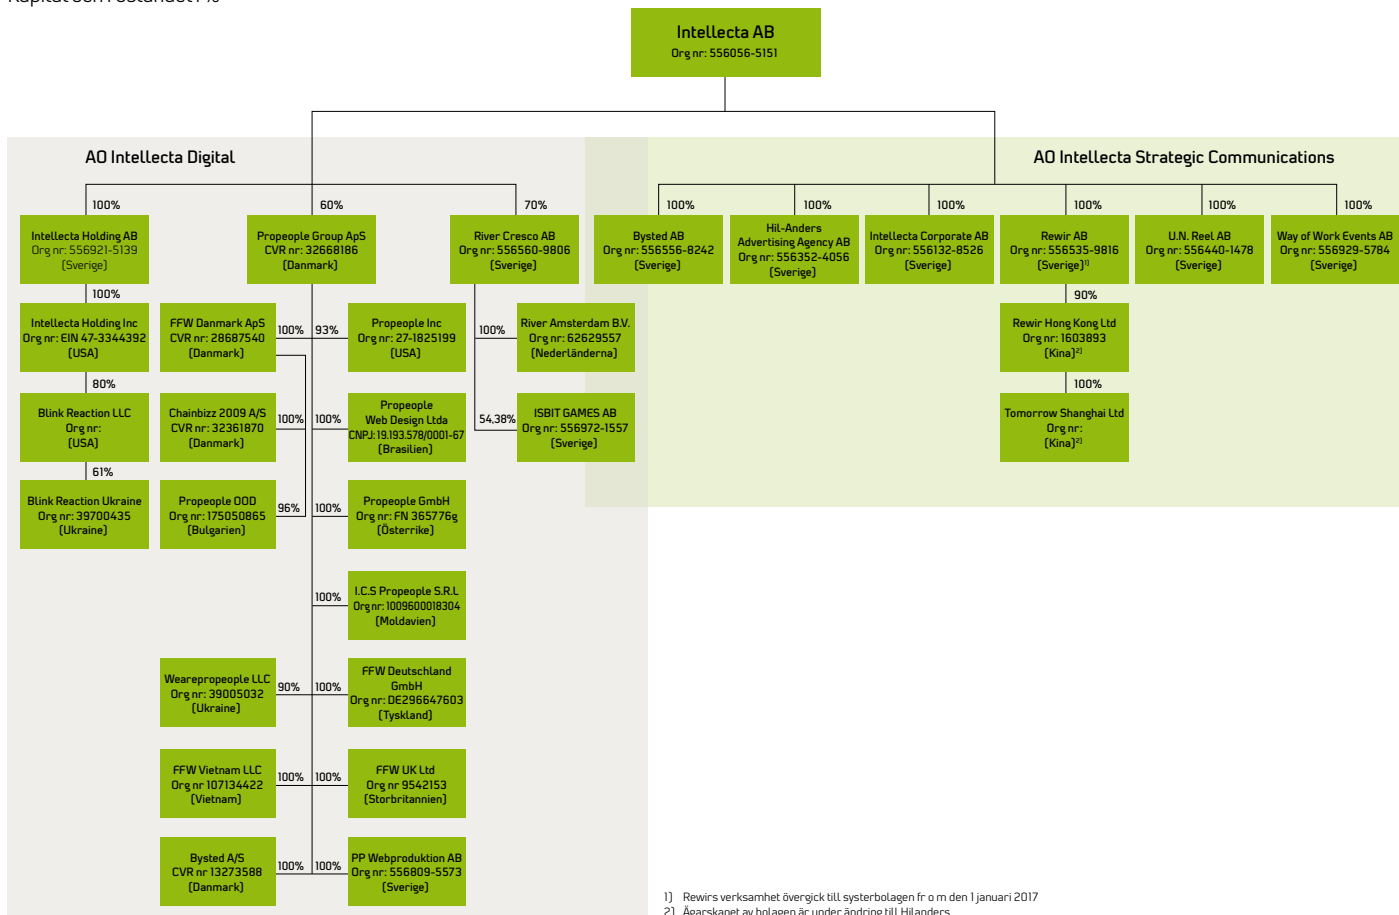 Kapital och röstandel i %
Intellecta AB
Org nr: 556056-5151
AO Intellecta Digital
AO Intellecta Strategic Communications
100%
60%
70%
100%
100%
100%
100%
100%
100%
Intellecta Holding AB
Org nr: 556921-5139
(Sverige)
Propeople Group ApS
CVR nr: 32668186
(Danmark)
River Cresco AB
Org nr: 556560-9806
(Sverige)
Bysted AB
Org nr: 556556-8242
(Sverige)
Hil-Anders
Advertising Agency AB
Org nr: 556352-4056
(Sverige)
Intellecta Corporate AB
Org nr: 556132-8526
(Sverige)
Rewir AB
Org nr: 556535-9816
(Sverige)1)
U.N. Reel AB
Org nr: 556440-1478
(Sverige)
Way of Work Events AB
Org nr: 556929-5784
(Sverige)
100%
90%
Intellecta Holding Inc
Org nr: EIN 47-3344392
(USA)
FFW Danmark ApS
CVR nr: 28687540
(Danmark)
100%
93%
Propeople Inc
Org nr: 27-1825199
(USA)
100%
River Amsterdam B.V.
Org nr: 62629557
(Nederländerna)
Rewir Hong Kong Ltd
Org nr: 1603893
(Kina)2)
80%
100%
Blink Reaction LLC
Org nr:
(USA)
Chainbizz 2009 A/S
CVR nr: 32361870
(Danmark)
100%
100%
Propeople
Web Design Ltda
CNPJ: 19.193.578/0001-67
(Brasilien)
54,38%
ISBIT GAMES AB
Org nr: 556972-1557
(Sverige)
Tomorrow Shanghai Ltd
Org nr:
(Kina)2)
61%
Blink Reaction Ukraine
Org nr: 39700435
(Ukraine)
Propeople OOD
Org nr: 175050865
(Bulgarien)
96%
100%
Propeople GmbH
Org nr: FN 365776g
(Österrike)
100%
I.C.S Propeople S.R.L
Org nr: 1009600018304
(Moldavien)
Wearepropeople LLC
Org nr: 39005032
(Ukraine)
90%
100%
FFW Deutschland
GmbH
Org nr: DE296647603
(Tyskland)
FFW Vietnam LLC
Org nr 107134422
(Vietnam)
100%
100%
FFW UK Ltd
Org nr 9542153
(Storbritannien)
Bysted A/S
CVR nr 13273588
(Danmark)
100%
100%
PP Webproduktion AB
Org nr: 556809-5573
(Sverige)
1) Rewirs verksamhet övergick till systerbolagen fr o m den 1 januari 2017
2) Ägarskapet av bolagen är under ändring till Hilanders